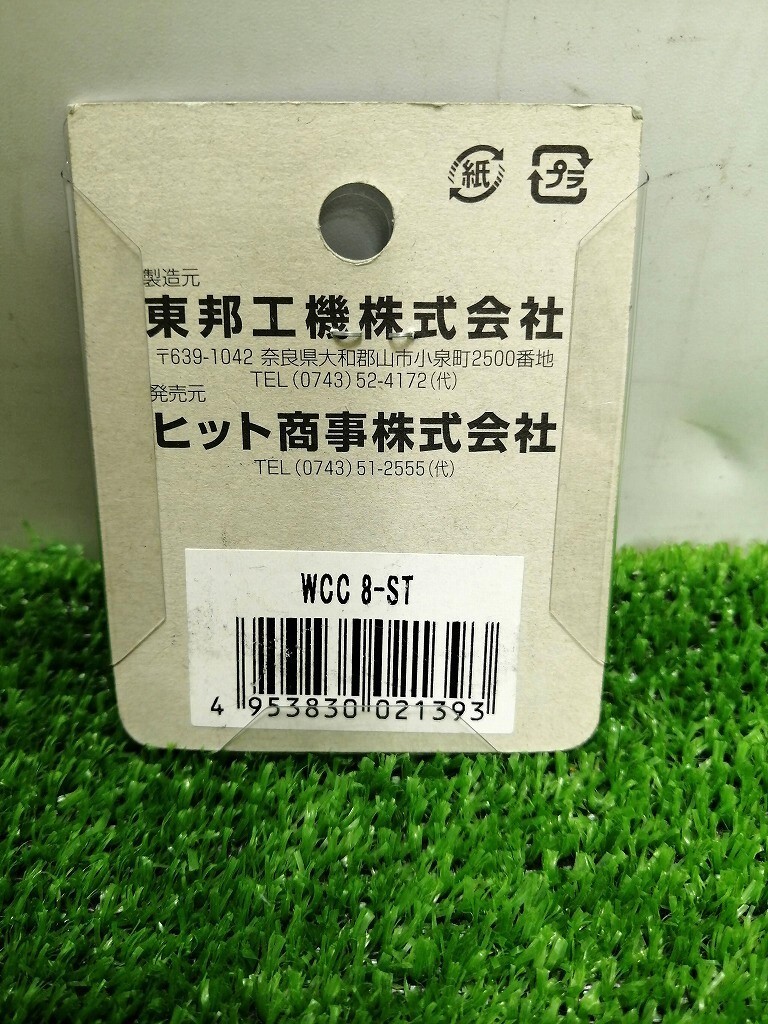 紙 プラ
製造元
東邦工機株式会社
〒639-1042 奈良県大和郡山市小泉町2500番地
TEL(0743)52-4172(代)
発売元
ヒット商事株式会社
TEL(0743)51-2555(代)
WCC 8-ST
4 953830 021393